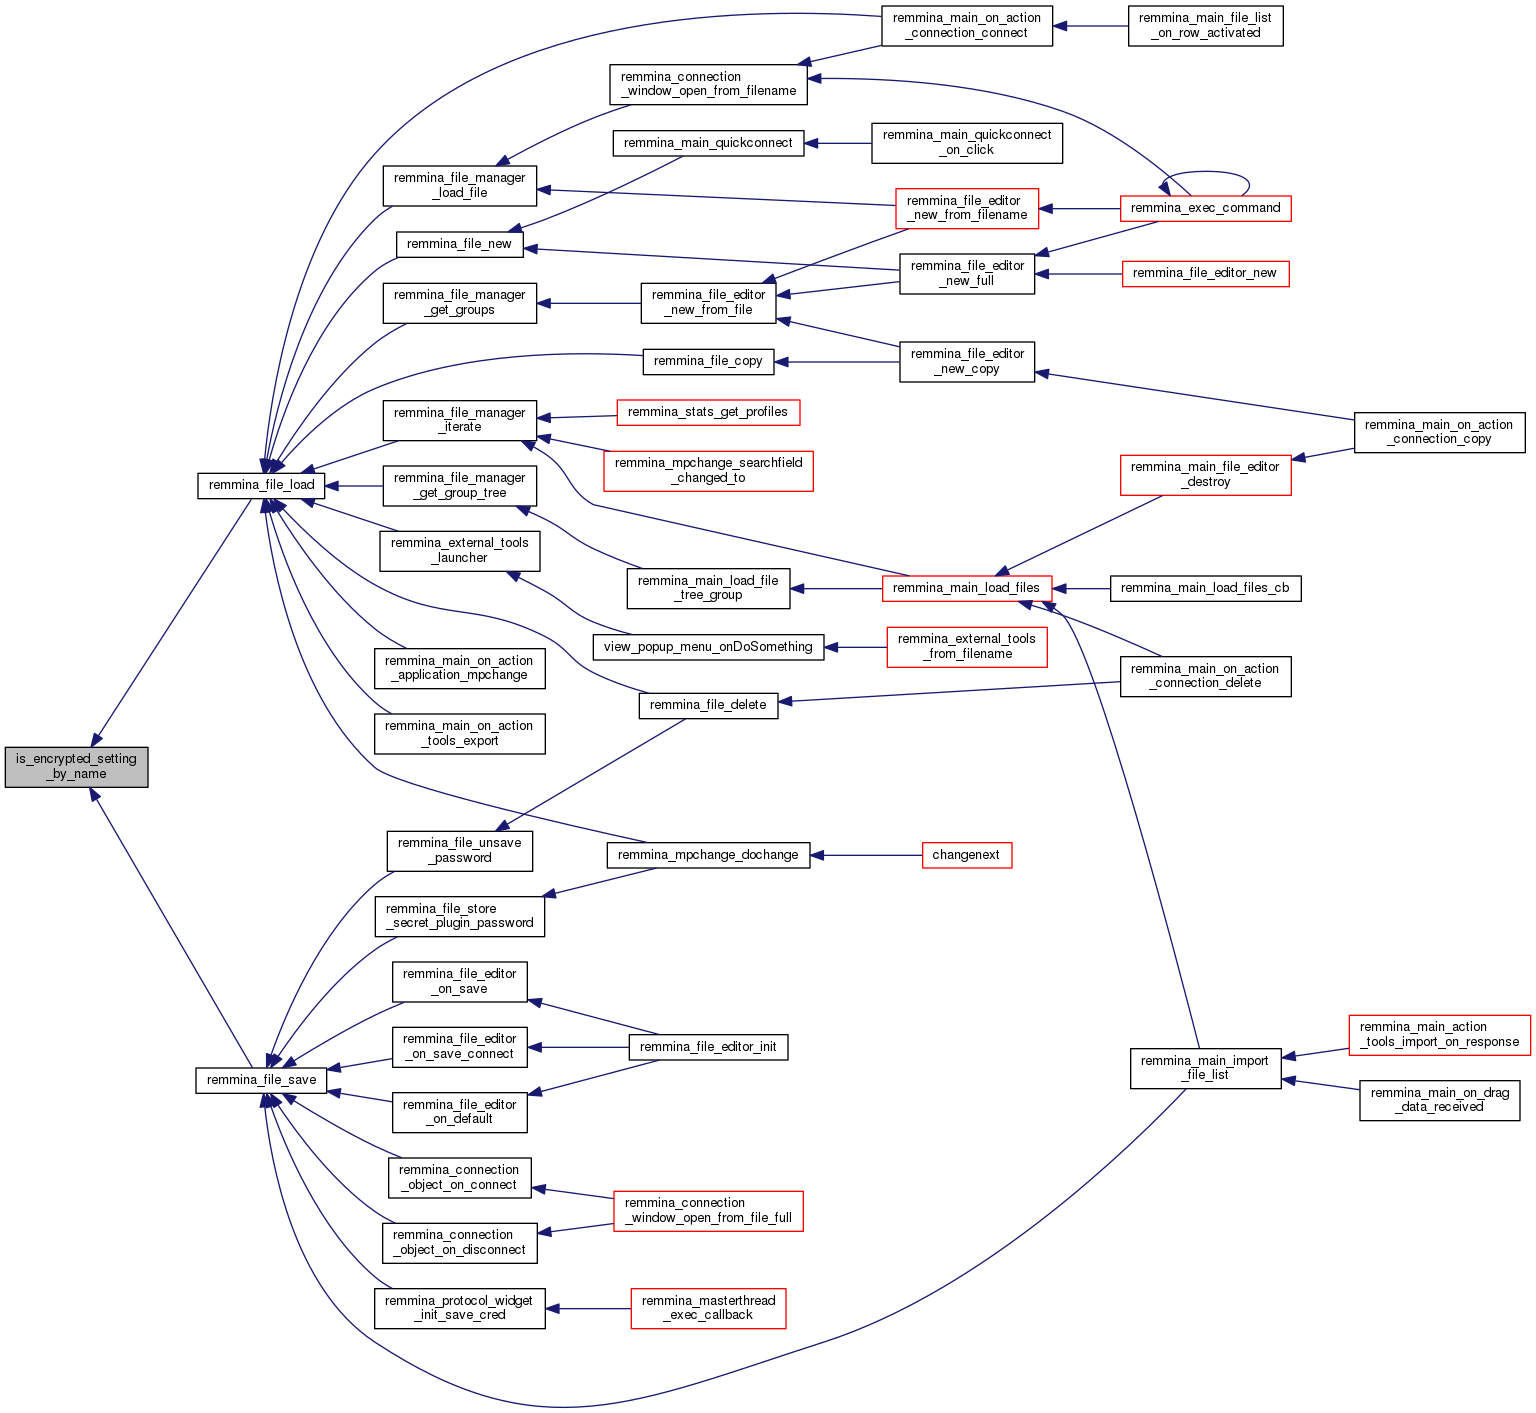 is_encrypted_setting
_by_name
remmina_file_load
remmina_file_save
remmina_file_manager
_load_file
remmina_file_new
remmina_file_manager
_get_groups
remmina_file_manager
_iterate
remmina_file_manager
_get_group_tree
remmina_external_tools
_launcher
remmina_main_on_action
_application_mpchange
remmina_main_on_action
_tools_export
remmina_file_unsave
_password
remmina_file_store
_secret_plugin_password
remmina_file_editor
_on_save
remmina_file_editor
_on_save_connect
remmina_file_editor
_on_default
remmina_connection
_object_on_connect
remmina_connection
_object_on_disconnect
remmina_protocol_widget
_init_save_cred
remmina_connection
_window_open_from_filename
remmina_main_quickconnect
remmina_file_editor
_new_from_file
remmina_file_copy
remmina_stats_get_profiles
remmina_mpchange_searchfield
_changed_to
remmina_main_load_file
_tree_group
view_popup_menu_onDoSomething
remmina_file_delete
remmina_mpchange_dochange
remmina_file_editor_init
remmina_connection
_window_open_from_file_full
remmina_masterthread
_exec_callback
remmina_main_on_action
_connection_connect
remmina_main_quickconnect
_on_click
remmina_file_editor
_new_from_filename
remmina_file_editor
_new_full
remmina_file_editor
_new_copy
remmina_main_load_files
remmina_external_tools
_from_filename
changenext
remmina_main_file_list
_on_row_activated
remmina_exec_command
remmina_file_editor_new
remmina_main_file_editor
_destroy
remmina_main_load_files_cb
remmina_main_on_action
_connection_delete
remmina_main_import
_file_list
remmina_main_on_action
_connection_copy
remmina_main_action
_tools_import_on_response
remmina_main_on_drag
_data_received